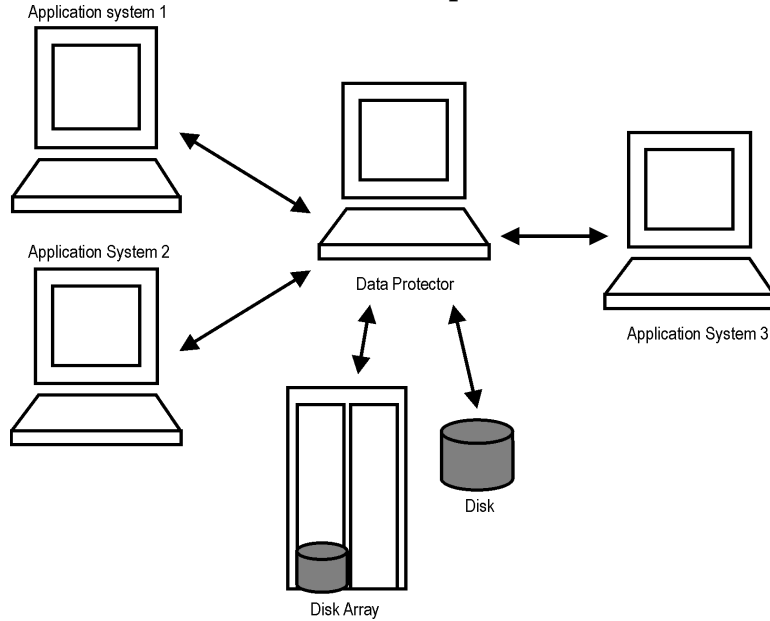 Application system 1
Application System 2
Data Protector
Application System 3
Disk
Disk Array